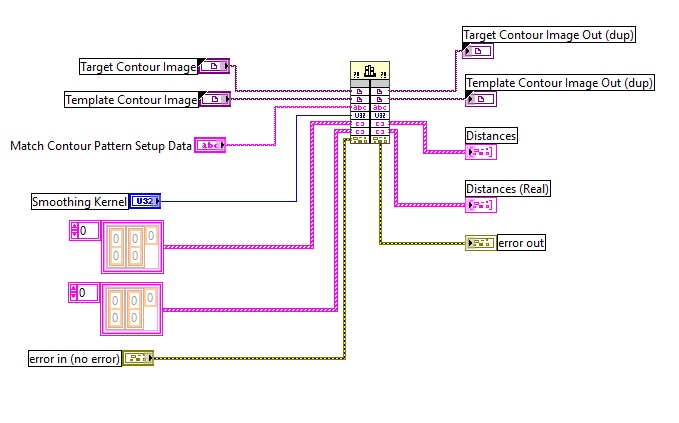 Target Contour Image Out (dup)
Target Contour Image
Template Contour Image Out (dup)
Template Contour Image
?! ?!
abc abc
U32 U32
Match Contour Pattern Setup Data
abc
Distances
Smoothing Kernel
U32
Distances (Real)
0
0 0 0
0 0
error out
0
0 0 0
0 0
error in (no error)